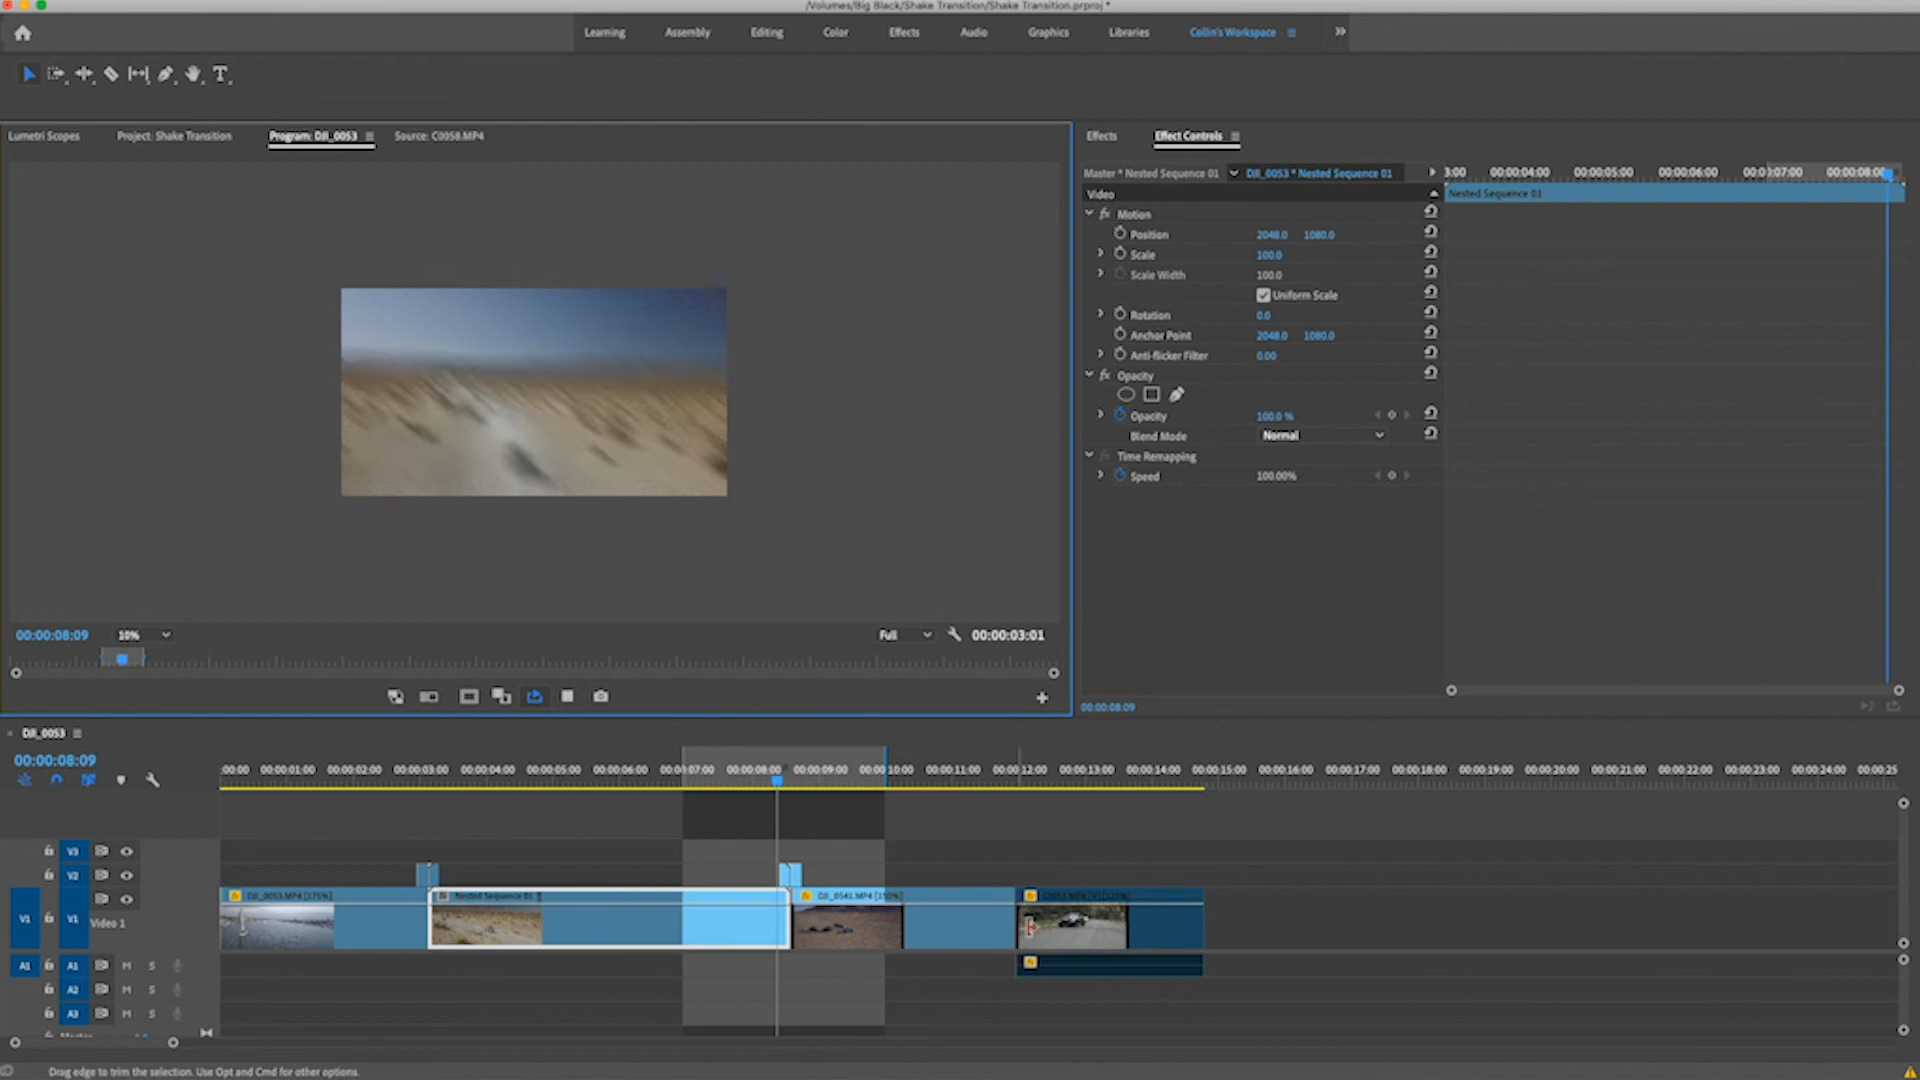 /Volumes/Big Black/Shake Transition/Shake Transition.prproj *
Learning Assembly Editing Color Effects Audio Graphics Libraries Collin's Workspace
Lumetri Scopes Project: Shake Transition Program: DJI_0053 Source: C0058.MP4
Effects Effect Controls
Master * Nested Sequence 01 DJI_0053 * Nested Sequence 01
3:00 00:00:04:00 00:00:05:00 00:00:06:00 00:00:07:00 00:00:08:00
Video
Nested Sequence 01
fx Motion
Position 2048.0 1080.0
Scale 100.0
Scale Width 100.0
Uniform Scale
Rotation 0.0
Anchor Point 2048.0 1080.0
Anti-flicker Filter 0.00
fx Opacity
Opacity 100.0 %
Blend Mode Normal
fx Time Remapping
Speed 100.00%
00:00:08:09 10% Full 00:00:03:01
00:00:08:09
DJI_0053
00:00:08:09
:00:00 00:00:01:00 00:00:02:00 00:00:03:00 00:00:04:00 00:00:05:00 00:00:06:00 00:00:07:00 00:00:08:00 00:00:09:00 00:00:10:00 00:00:11:00 00:00:12:00 00:00:13:00 00:00:14:00 00:00:15:00 00:00:16:00 00:00:17:00 00:00:18:00 00:00:19:00 00:00:20:00 00:00:21:00 00:00:22:00 00:00:23:00 00:00:24:00 00:00:25
V3
V2
DJI_0053.MP4 [175%] Nested Sequence 01 DJI_0541.MP4 [150%]
V1 V1 Video 1
A1 A1 M S
A2 M S
A3 M S
Drag edge to trim the selection. Use Opt and Cmd for other options.